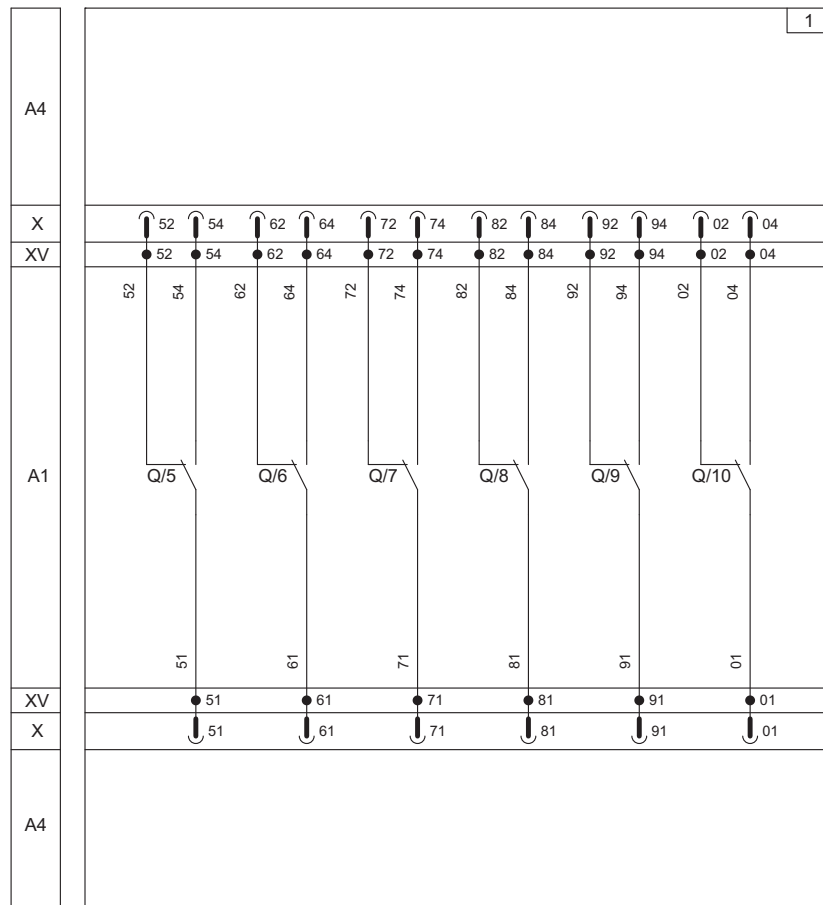 1
A4
X 52 54 62 64 72 74 82 84 92 94 02 04
XV 52 54 62 64 72 74 82 84 92 94 02 04
52 54 62 64 72 74 82 84 92 94 02 04
A1 Q/5 Q/6 Q/7 Q/8 Q/9 Q/10
51 61 71 81 91 01
XV 51 61 71 81 91 01
X 51 61 71 81 91 01
A4